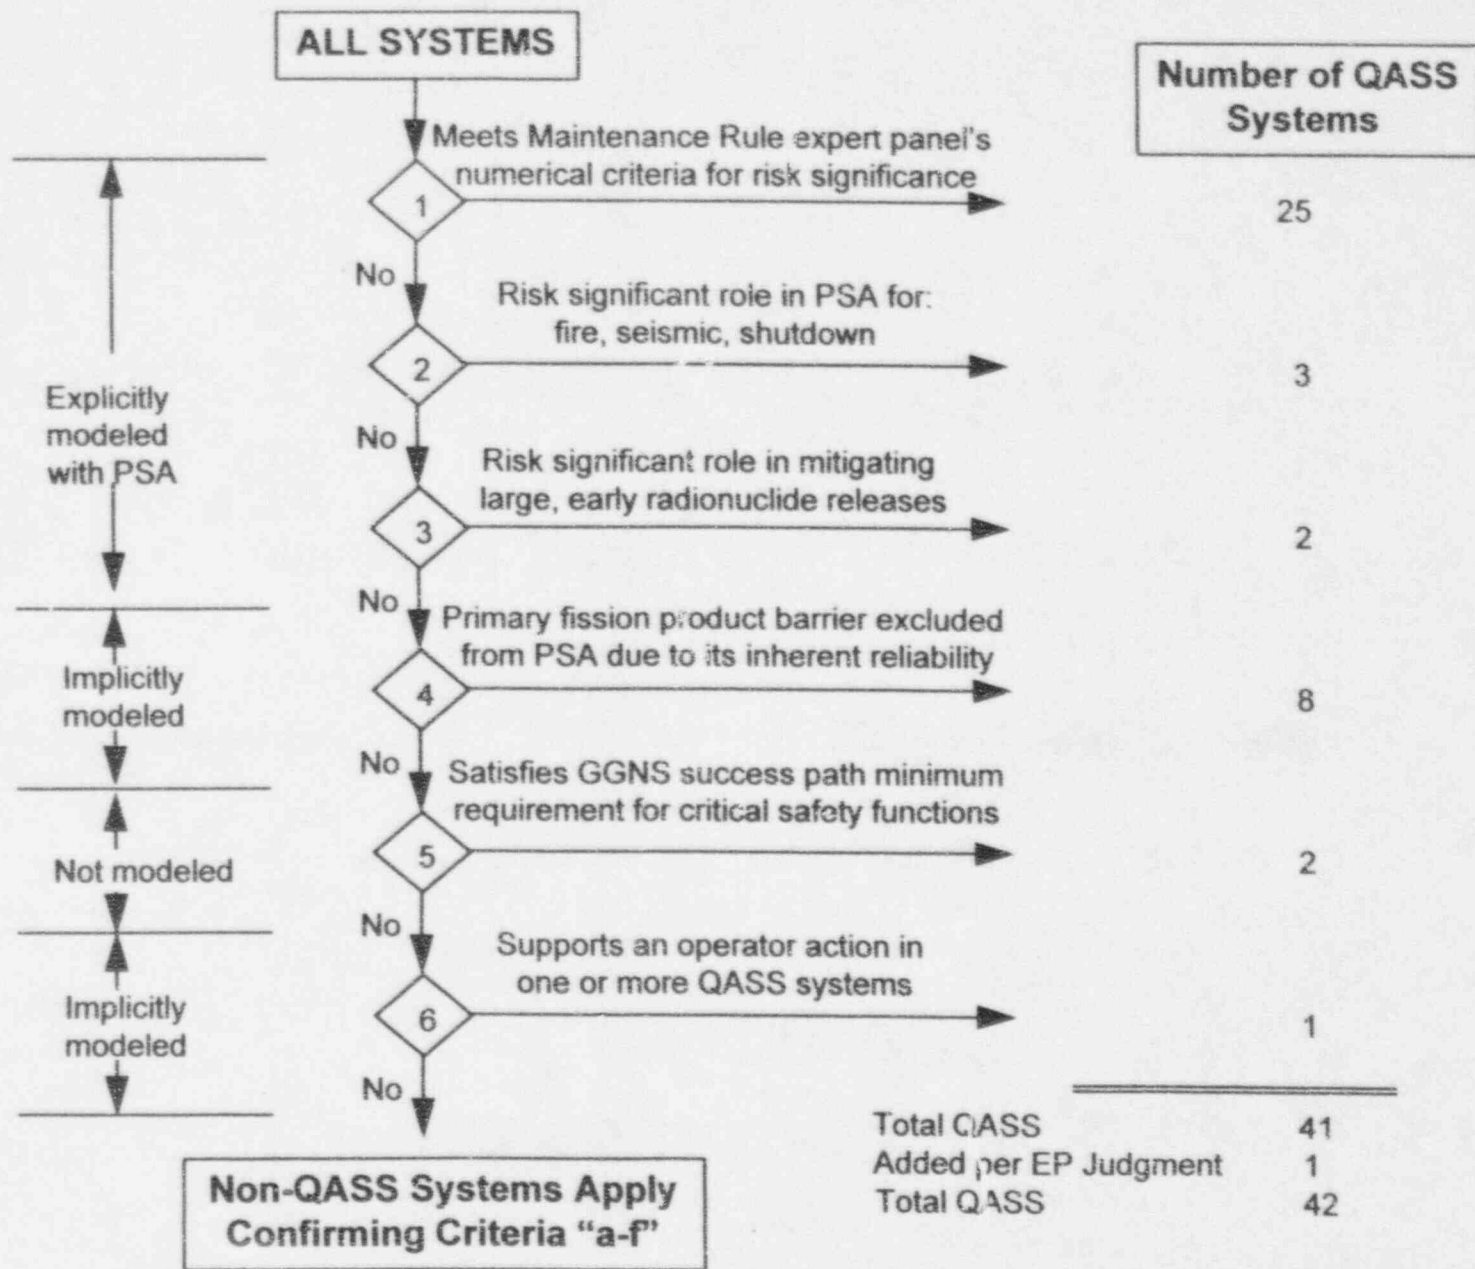 ALL SYSTEMS
Number of QASS
Systems
Meets Maintenance Rule expert panel's
numerical criteria for risk significance
1
25
No
Risk significant role in PSA for:
fire, seismic, shutdown
2
3
Explicitly
modeled
with PSA
No
Risk significant role in mitigating
large, early radionuclide releases
3
2
No
Primary fission product barrier excluded
from PSA due to its inherent reliability
4
8
Implicitly
modeled
No
Satisfies GGNS success path minimum
requirement for critical safety functions
5
2
Not modeled
No
Supports an operator action in
one or more QASS systems
6
1
Implicitly
modeled
No
Total QASS 41
Added per EP Judgment 1
Total QASS 42
Non-QASS Systems Apply
Confirming Criteria “a-f”